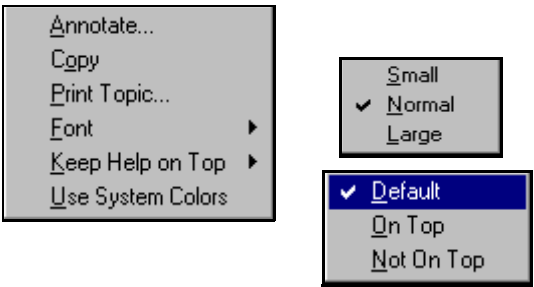 Annotate...
Copy
Print Topic...
Font
Keep Help on Top
Use System Colors
Small
Normal
Large
Default
On Top
Not On Top